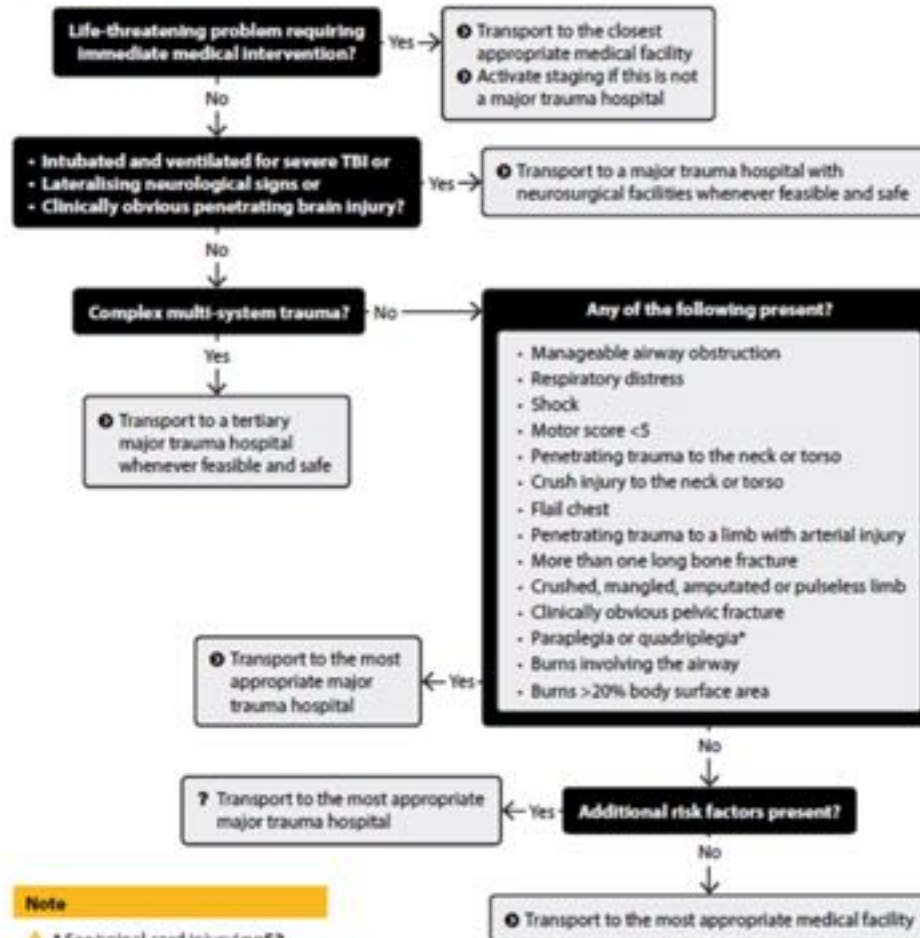 Life-threatening problem requiring
immediate medical intervention?
Yes
Transport to the closest
appropriate medical facility
Activate staging if this is not
a major trauma hospital
No
• Intubated and ventilated for severe TBI or
• Lateralising neurological signs or
• Clinically obvious penetrating brain injury?
Yes
Transport to a major trauma hospital with
neurosurgical facilities whenever feasible and safe
No
Complex multi-system trauma?
No
Yes
Transport to a tertiary
major trauma hospital
whenever feasible and safe
Any of the following present?
• Manageable airway obstruction
• Respiratory distress
• Shock
• Motor score <5
• Penetrating trauma to the neck or torso
• Crush injury to the neck or torso
• Flail chest
• Penetrating trauma to a limb with arterial injury
• More than one long bone fracture
• Crushed, mangled, amputated or pulseless limb
• Clinically obvious pelvic fracture
• Paraplegia or quadriplegia*
• Burns involving the airway
• Burns >20% body surface area
Yes
Transport to the most
appropriate major
trauma hospital
No
Additional risk factors present?
Yes
? Transport to the most appropriate
major trauma hospital
No
Transport to the most appropriate medical facility
Note